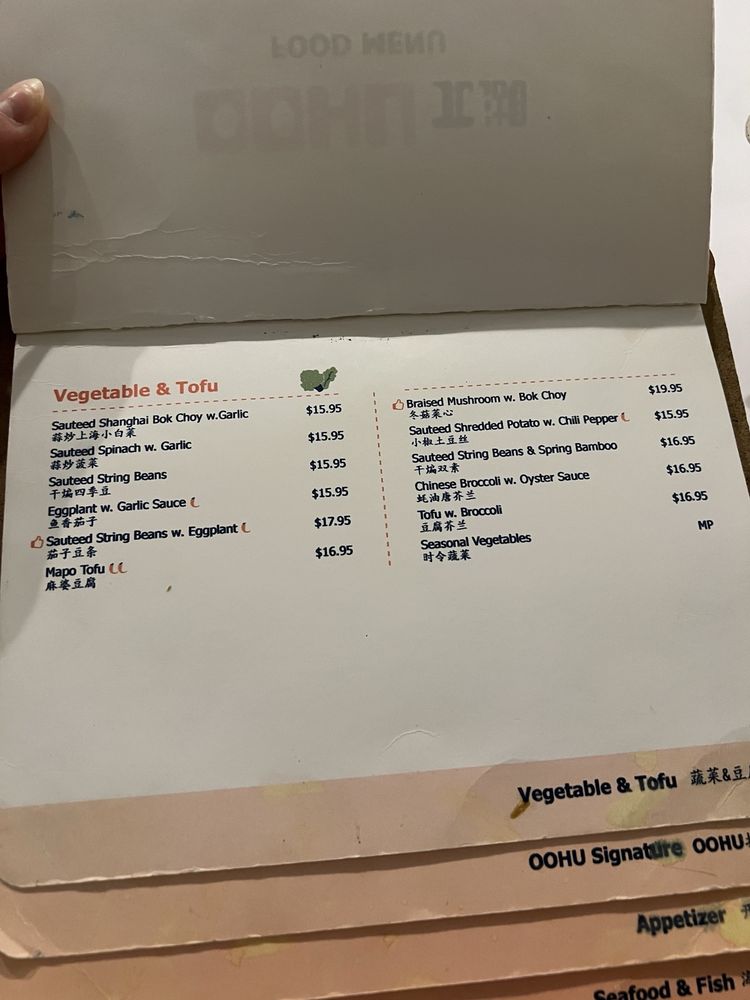 FOOD MENU
OOHU
Vegetable & Tofu
Sauteed Shanghai Bok Choy w.Garlic $15.95
蒜炒上海小白菜
Sauteed Spinach w. Garlic $15.95
蒜炒菠菜
Sauteed String Beans $15.95
干煸四季豆
Eggplant w. Garlic Sauce $15.95
鱼香茄子
Sauteed String Beans w. Eggplant $17.95
茄子豆条
Mapo Tofu $16.95
麻婆豆腐
Braised Mushroom w. Bok Choy $19.95
冬菇菜心
Sauteed Shredded Potato w. Chili Pepper $15.95
小椒土豆丝
Sauteed String Beans & Spring Bamboo $16.95
干煸双素
Chinese Broccoli w. Oyster Sauce $16.95
蚝油唐芥兰
Tofu w. Broccoli $16.95
豆腐芥兰
Seasonal Vegetables MP
时令蔬菜
Vegetable & Tofu 蔬菜&豆
OOHU Signature OOHU
Appetizer
Seafood & Fish